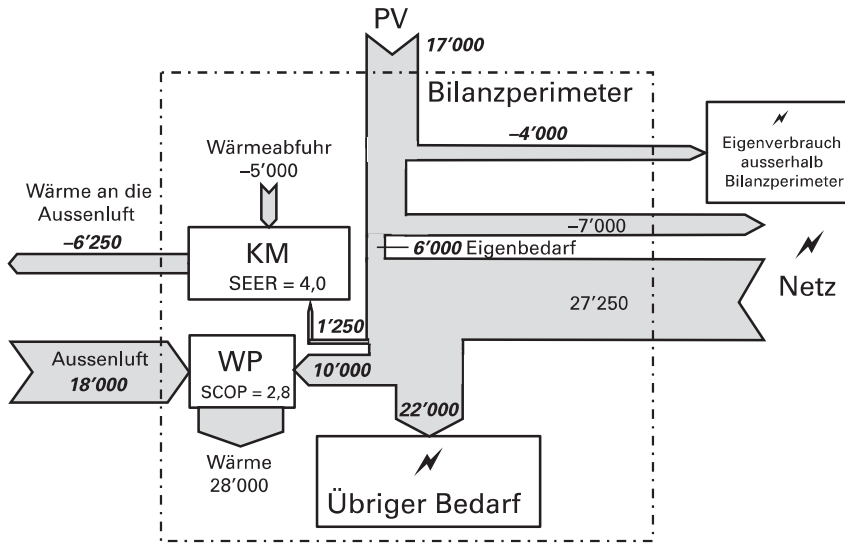 PV
17’000
Bilanzperimeter
–4’000
Eigenverbrauch
ausserhalb
Bilanzperimeter
Wärmeabfuhr
–5’000
Wärme an die
Aussenluft
–6’250
–7’000
KM
SEER = 4,0
6’000 Eigenbedarf
Netz
27’250
1’250
Aussenluft
18’000
WP
SCOP = 2,8
10’000
22’000
Wärme
28’000
Übriger Bedarf